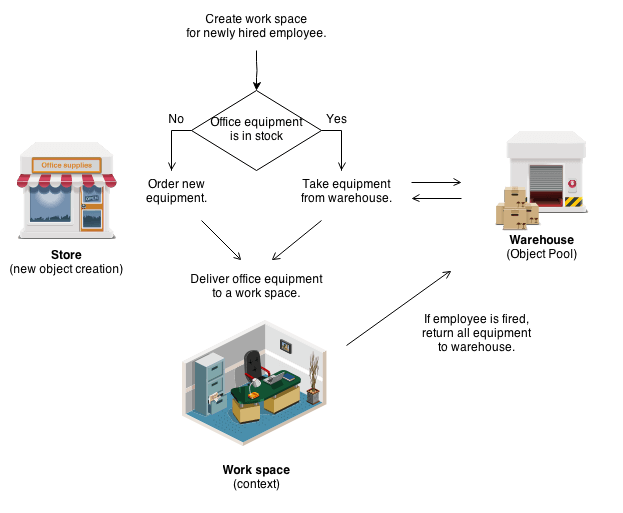 Create work space
for newly hired employee.
No
Office equipment
is in stock
Yes
Office supplies
Order new
equipment.
Take equipment
from warehouse.
Store
(new object creation)
Warehouse
(Object Pool)
Deliver office equipment
to a work space.
If employee is fired,
return all equipment
to warehouse.
Work space
(context)